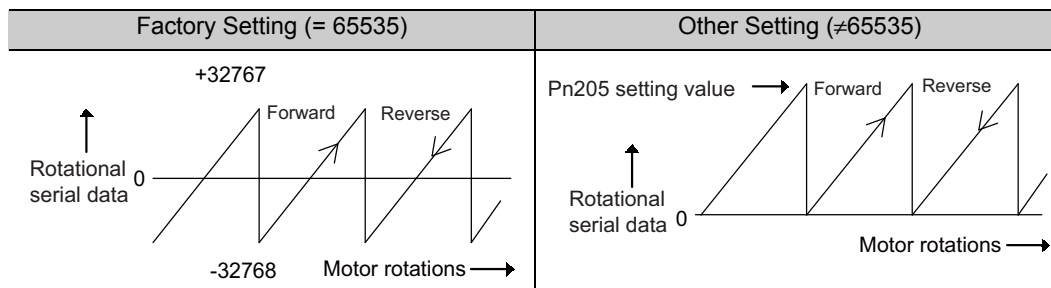 Factory Setting (= 65535)
Other Setting (≠65535)
+32767
Forward
Reverse
Rotational
serial data
0
-32768
Motor rotations
Pn205 setting value
Forward
Reverse
Rotational
serial data
0
Motor rotations